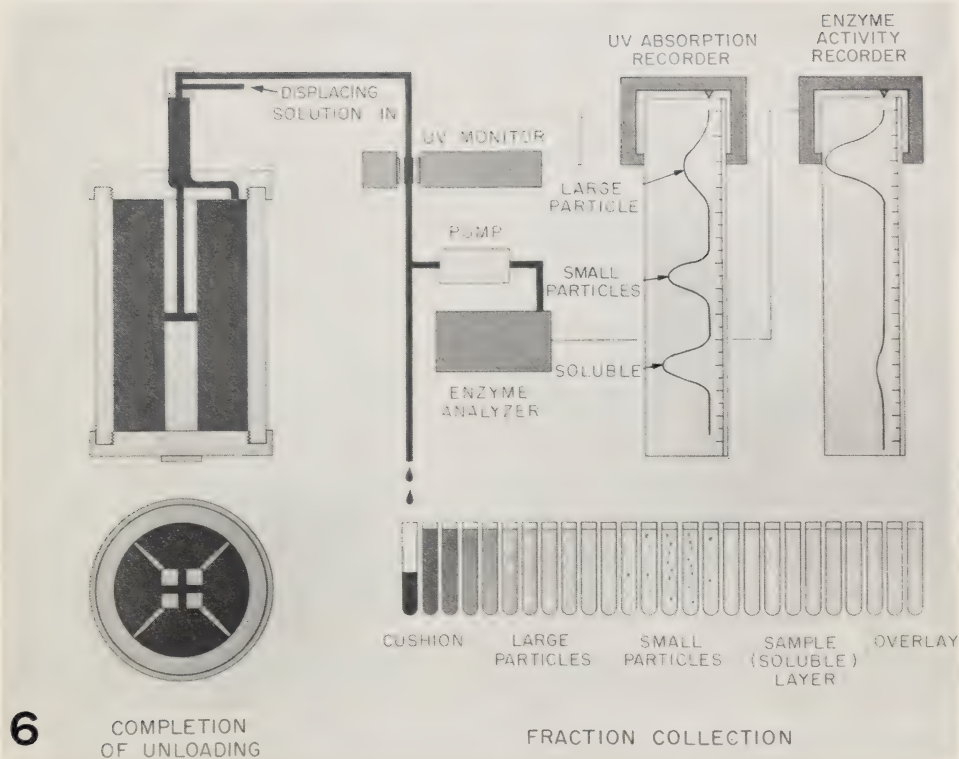 UV ABSORPTION
RECORDER
ENZYME
ACTIVITY
RECORDER
DISPLACING
SOLUTION IN
UV MONITOR
LARGE
PARTICLE
PUMP
SMALL
PARTICLES
SOLUBLE
ENZYME
ANALYZER
CUSHION
LARGE
PARTICLES
SMALL
PARTICLES
SAMPLE
(SOLUBLE)
LAYER
OVERLAY
6
COMPLETION
OF UNLOADING
FRACTION COLLECTION